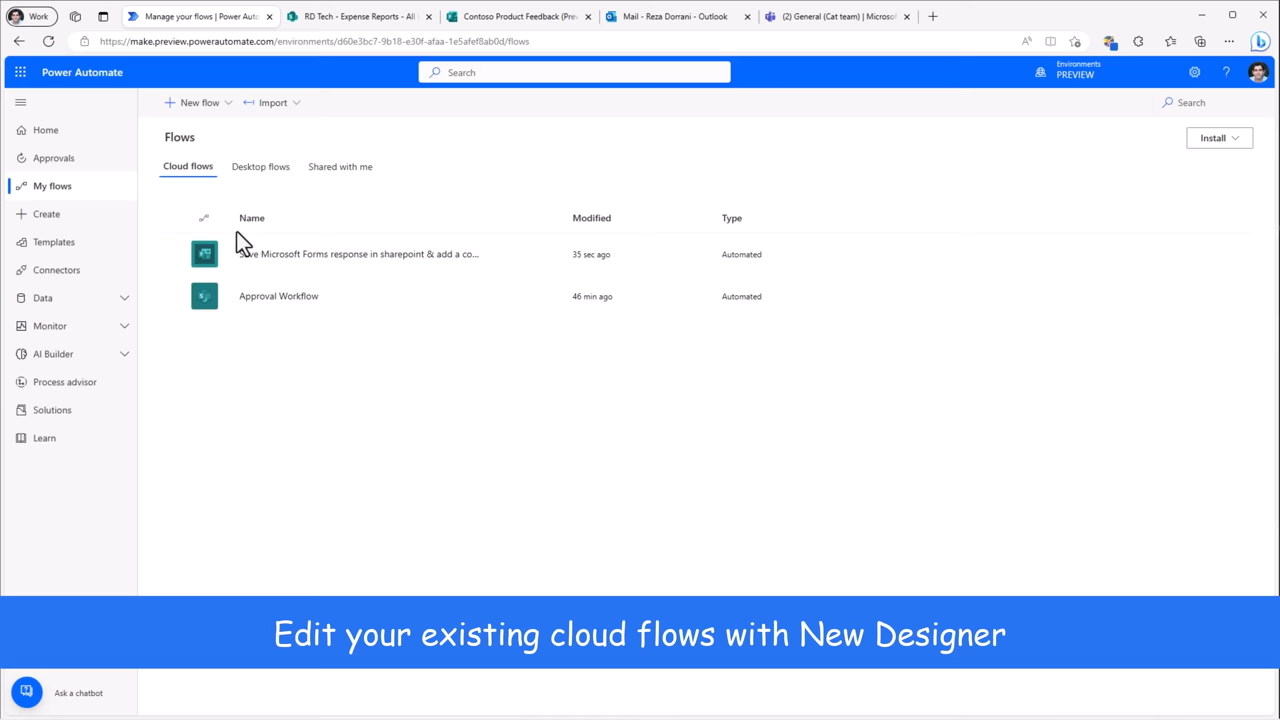 Work
Manage your flows | Power Auto
RD Tech - Expense Reports - All
Contoso Product Feedback (Prev
Mail - Reza Dorrani - Outlook
(2) General (Cat team) | Microsof
https://make.preview.powerautomate.com/environments/d60e3bc7-9b18-e30f-afaa-1e5afef8ab0d/flows
Power Automate
Search
Environments
PREVIEW
New flow
Import
Search
Home
Approvals
My flows
Create
Templates
Connectors
Data
Monitor
AI Builder
Process advisor
Solutions
Learn
Flows
Install
Cloud flows
Desktop flows
Shared with me
Name Modified Type
Microsoft Forms response in sharepoint & add a co... 35 sec ago Automated
Approval Workflow 46 min ago Automated
Edit your existing cloud flows with New Designer
Ask a chatbot